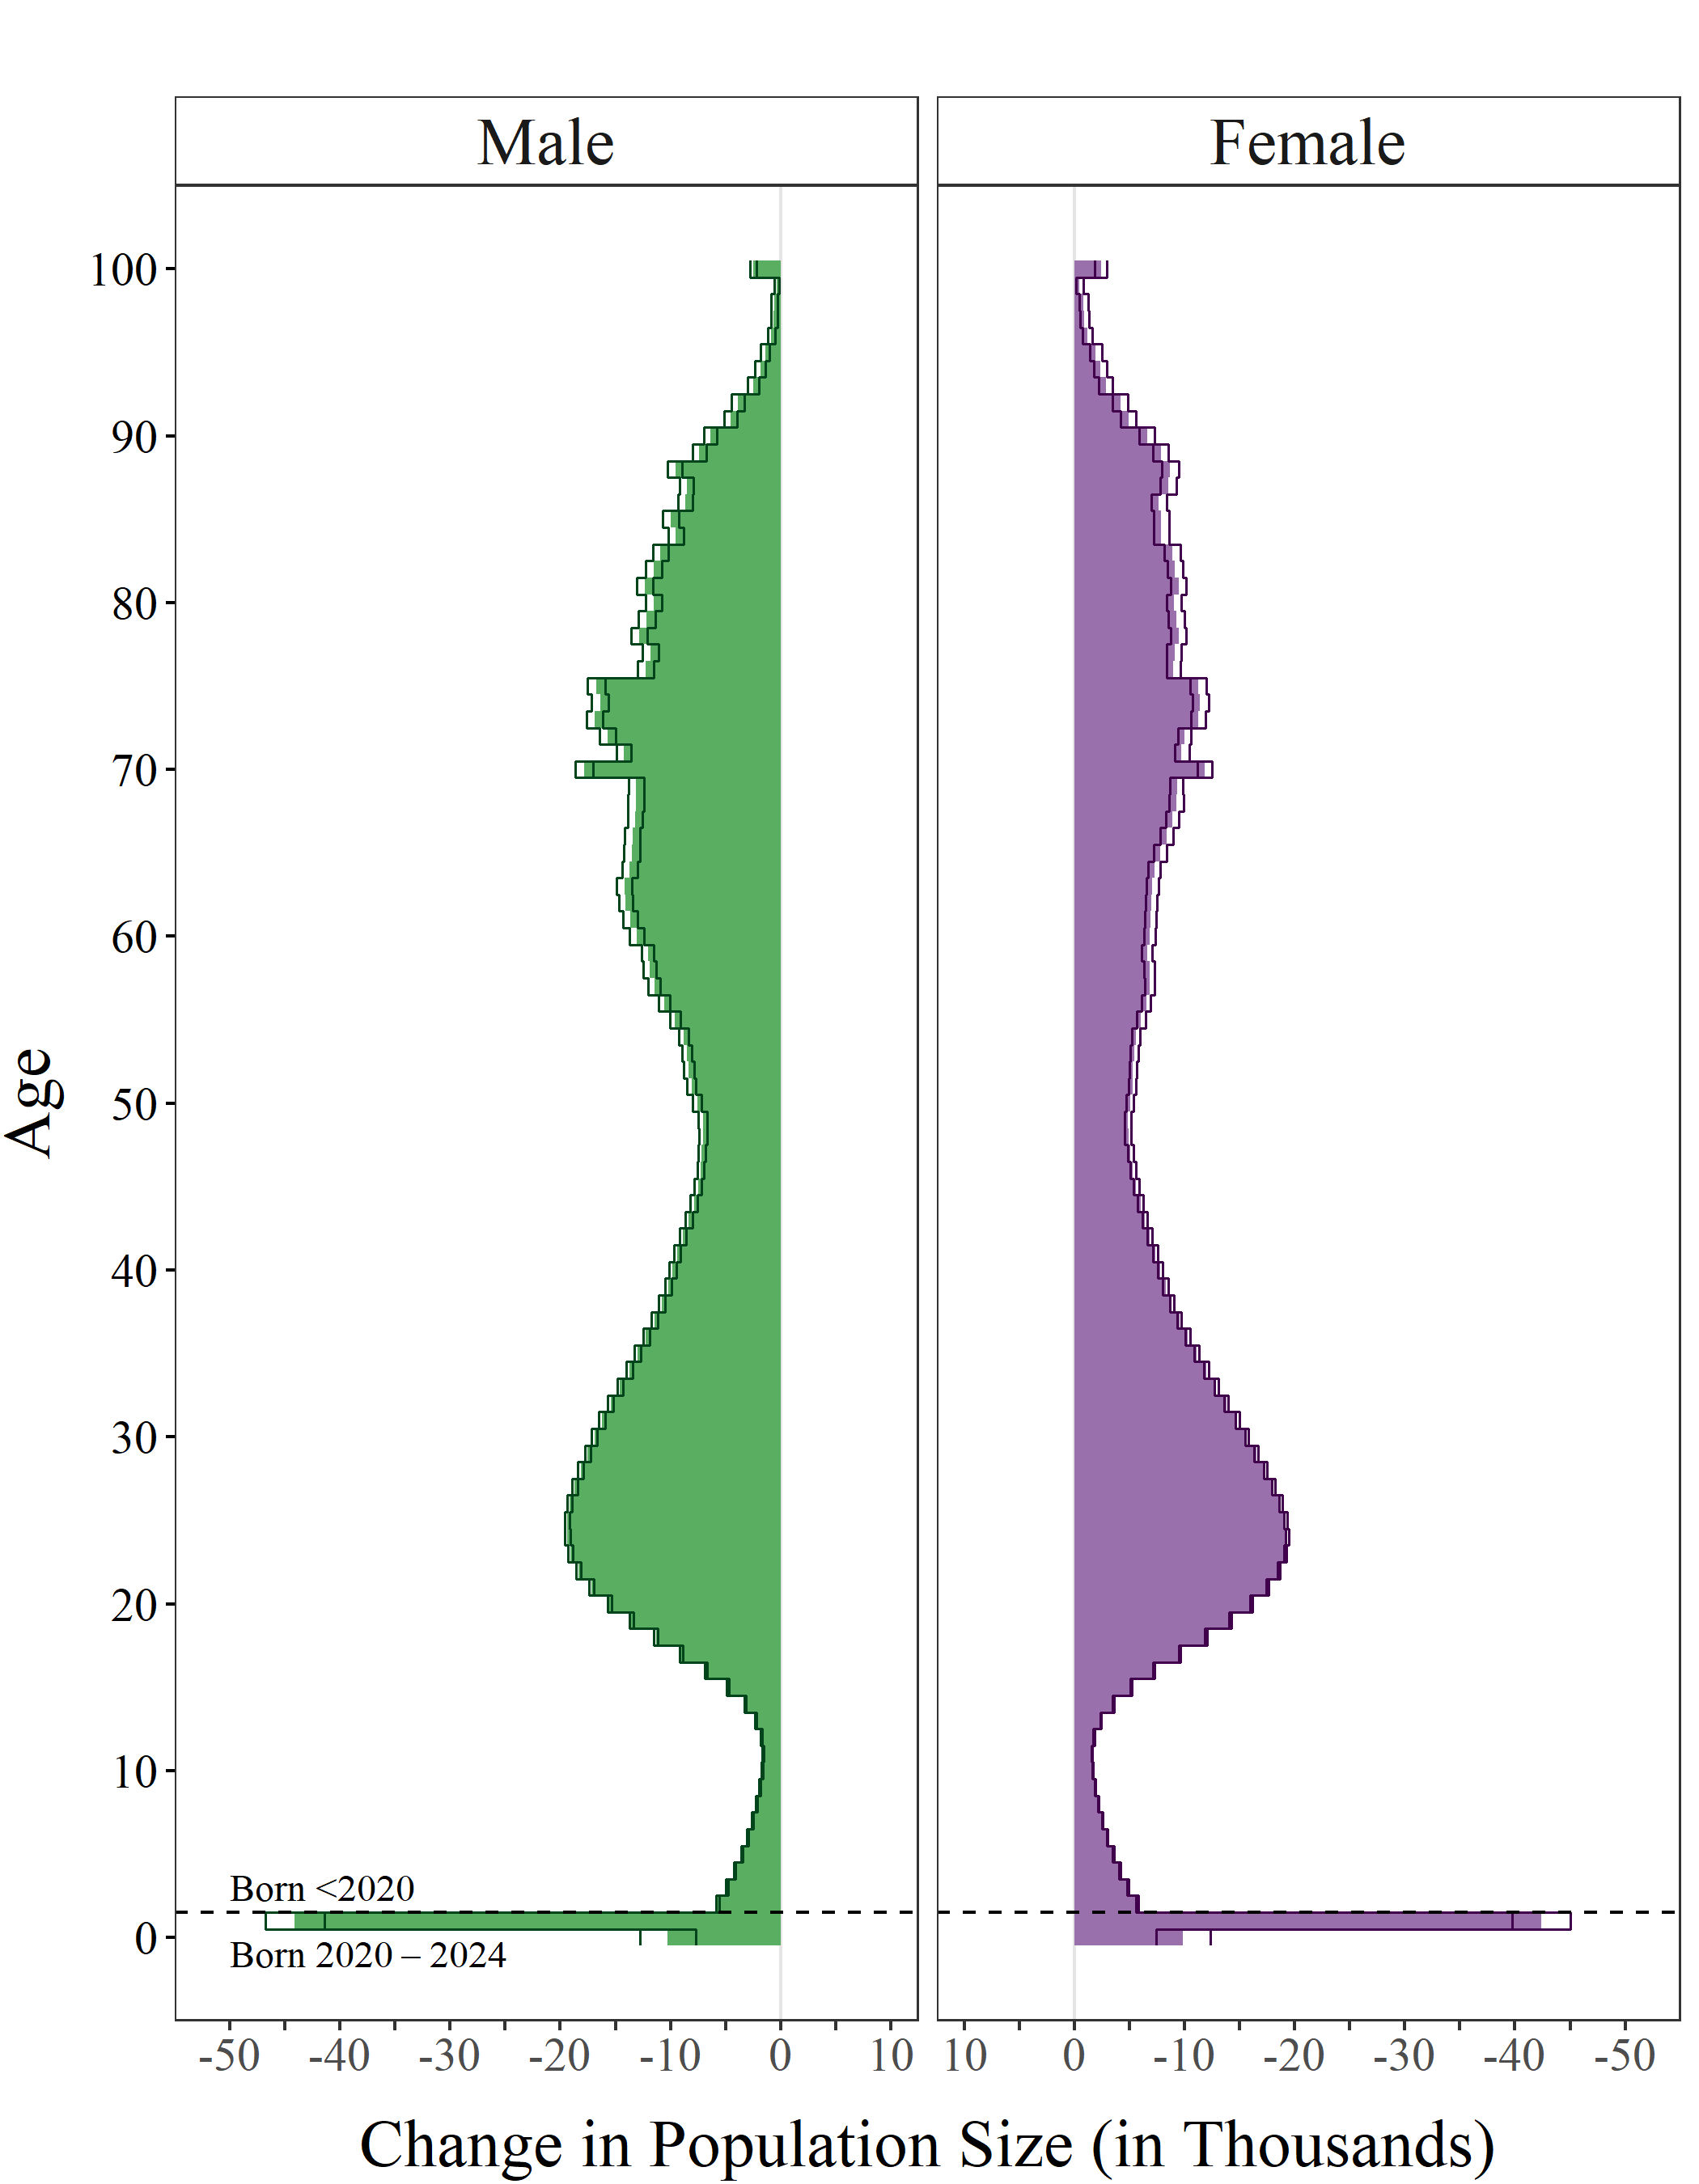 Male Female
100
90
80
70
60
50
40
30
20
10
0
Age
Born <2020
Born 2020 – 2024
-50 -40 -30 -20 -10 0 10 10 0 -10 -20 -30 -40 -50
Change in Population Size (in Thousands)